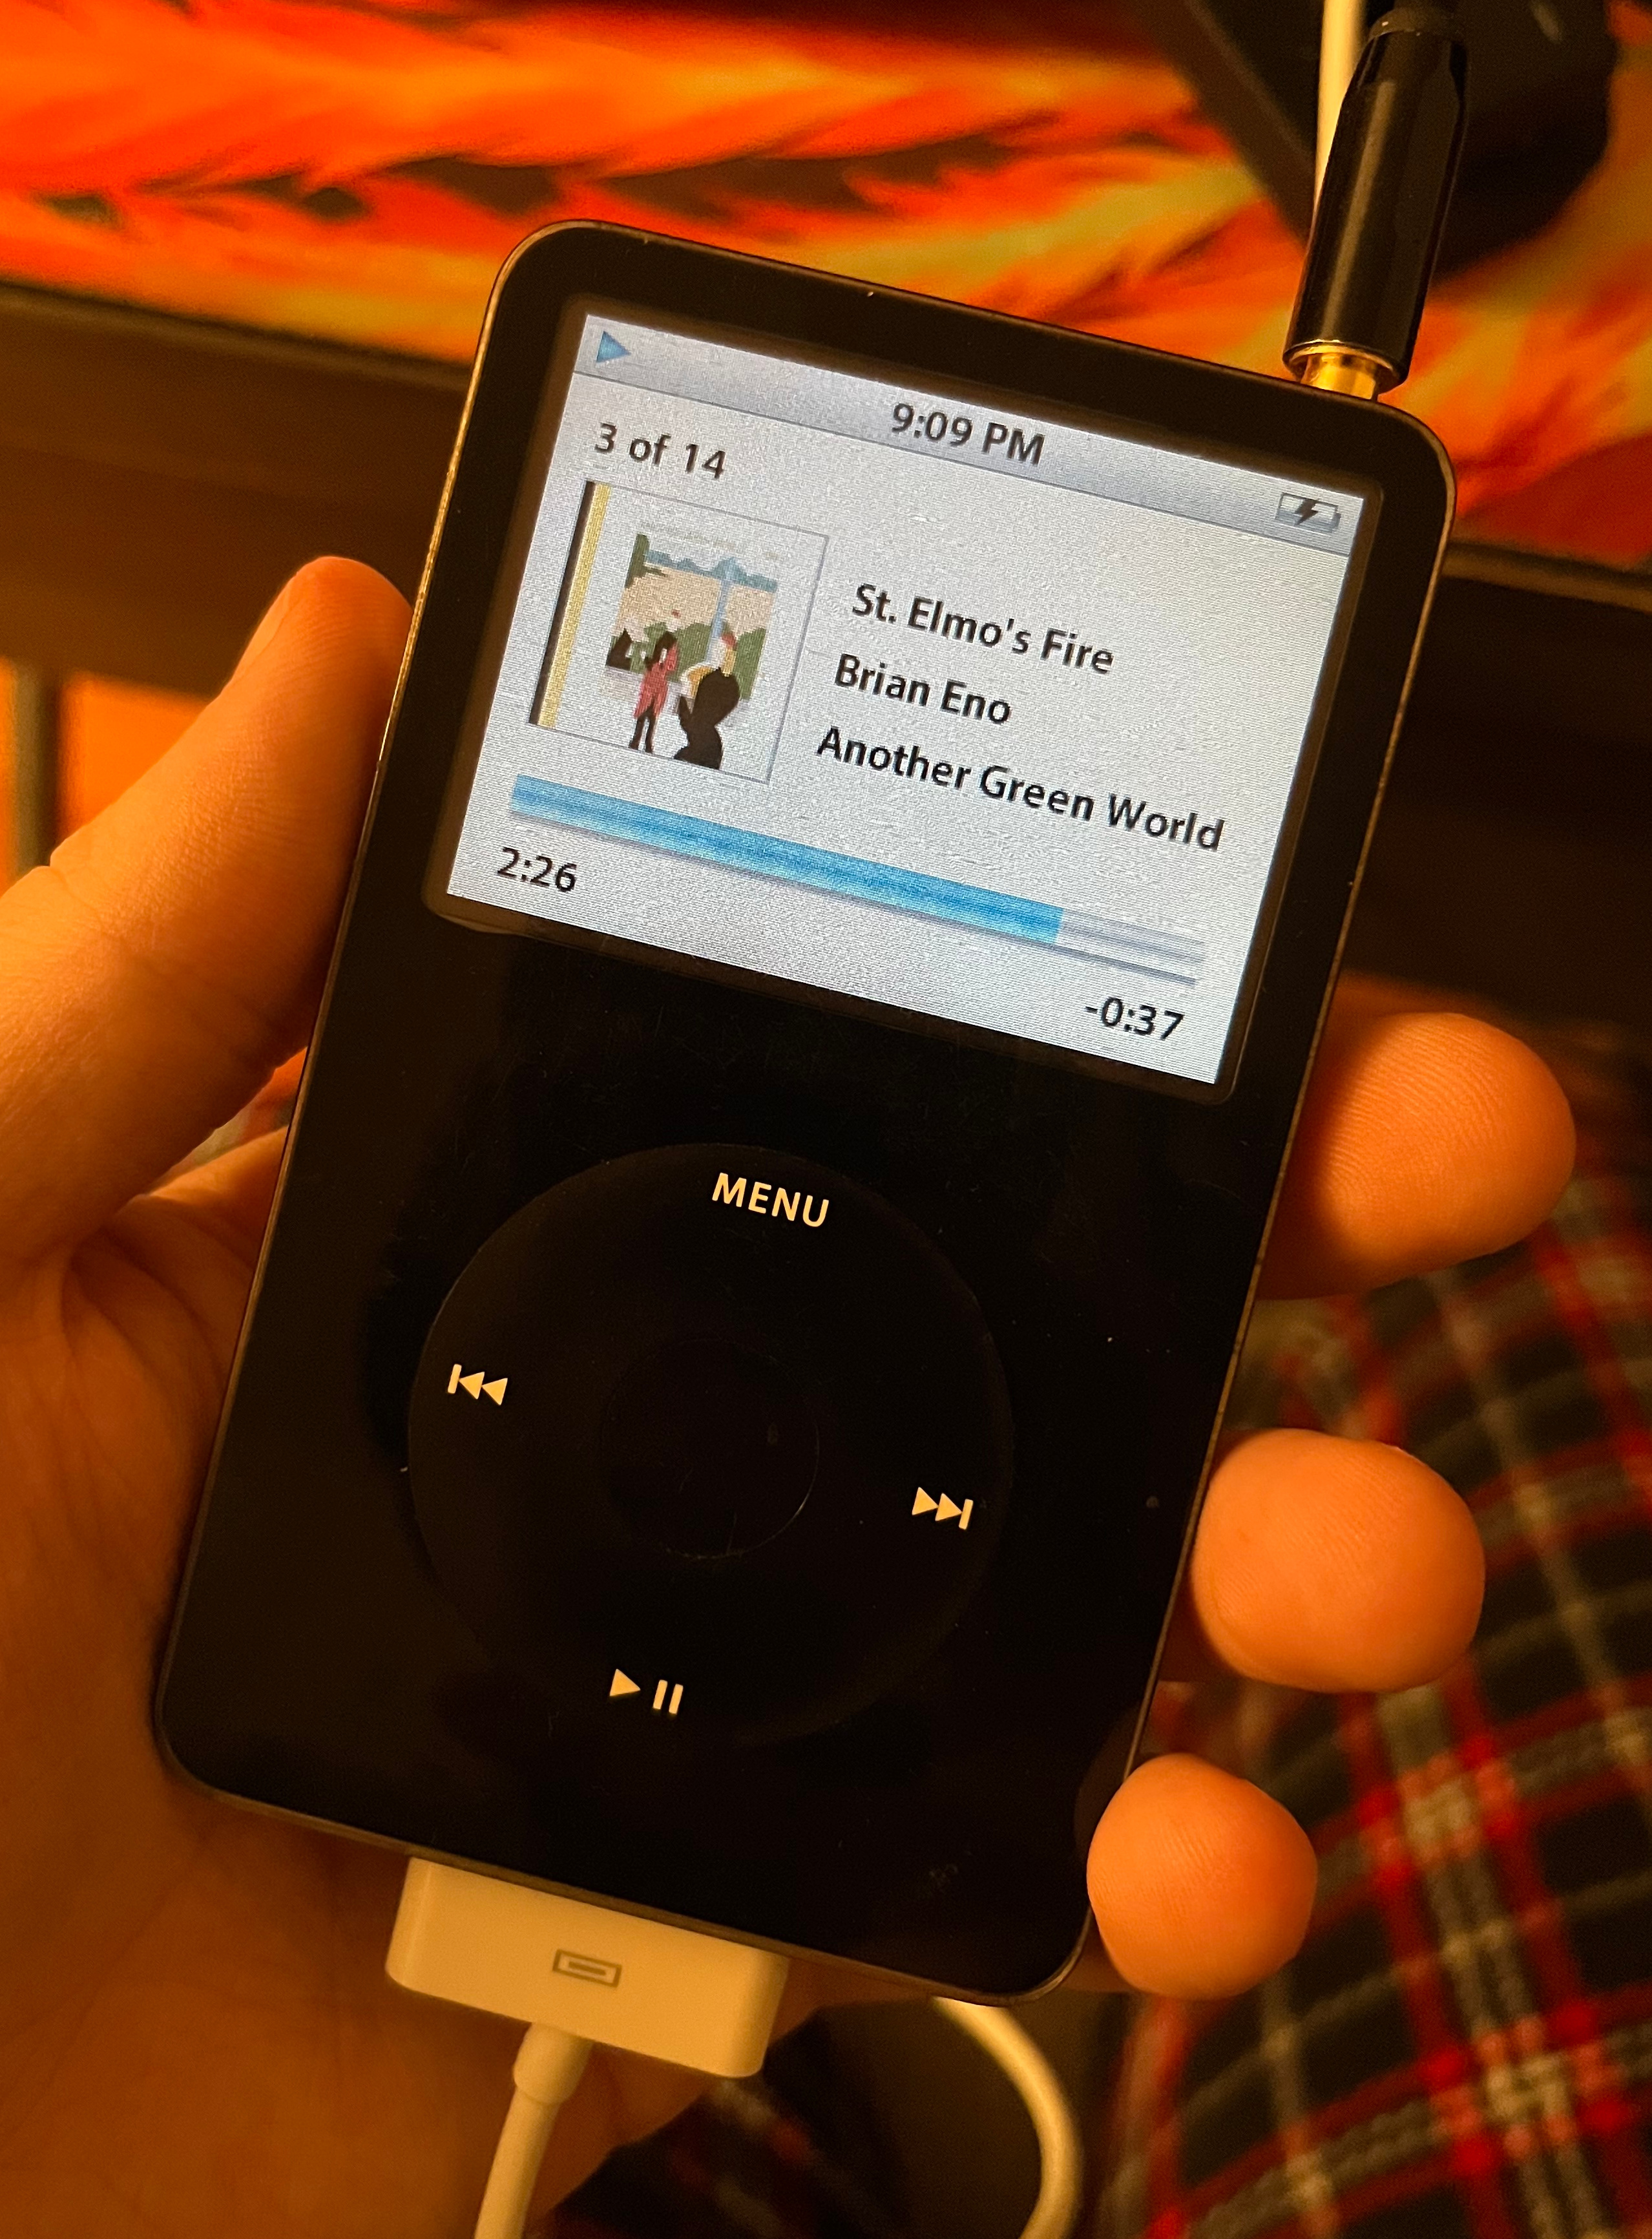 9:09 PM
3 of 14
St. Elmo's Fire
Brian Eno
Another Green World
2:26
-0:37
MENU